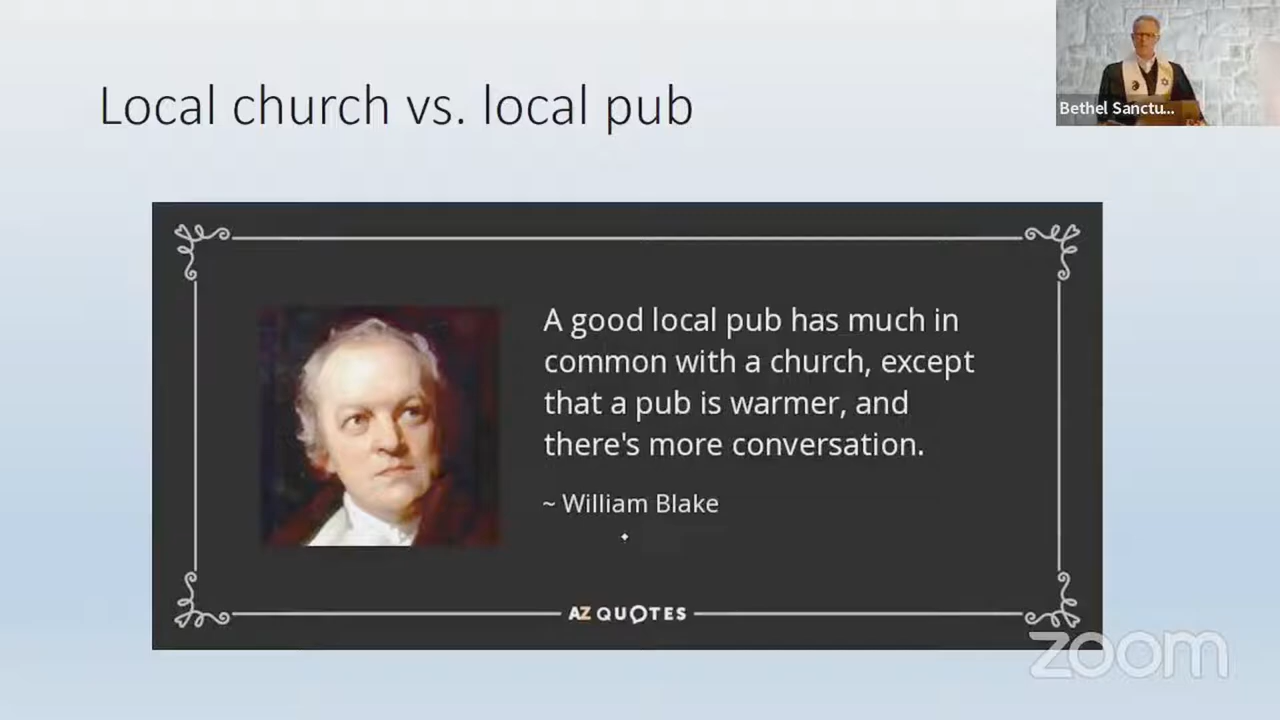 Local church vs. local pub
Bethel Sanctu...
A good local pub has much in
common with a church, except
that a pub is warmer, and
there's more conversation.
~ William Blake
AZ QUOTES
zoom